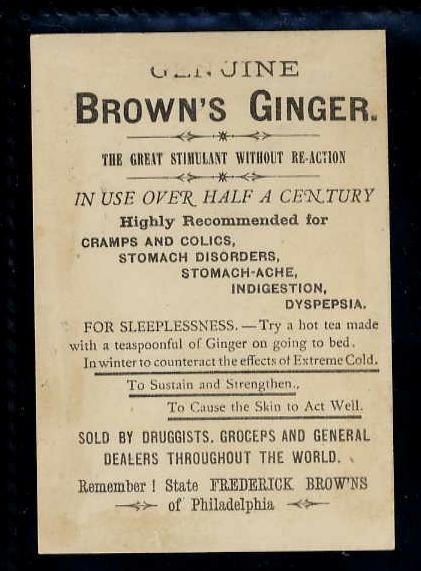 GENUINE
BROWN'S GINGER.
THE GREAT STIMULANT WITHOUT RE-ACTION
IN USE OVER HALF A CENTURY
Highly Recommended for
CRAMPS AND COLICS,
STOMACH DISORDERS,
STOMACH-ACHE,
INDIGESTION,
DYSPEPSIA.
FOR SLEEPLESSNESS. — Try a hot tea made
with a teaspoonful of Ginger on going to bed.
In winter to counteract the effects of Extreme Cold.
To Sustain and Strengthen.,
To Cause the Skin to Act Well.
SOLD BY DRUGGISTS, GROCEPS AND GENERAL
DEALERS THROUGHOUT THE WORLD.
Remember ! State FREDERICK BROW'NS
of Philadelphia